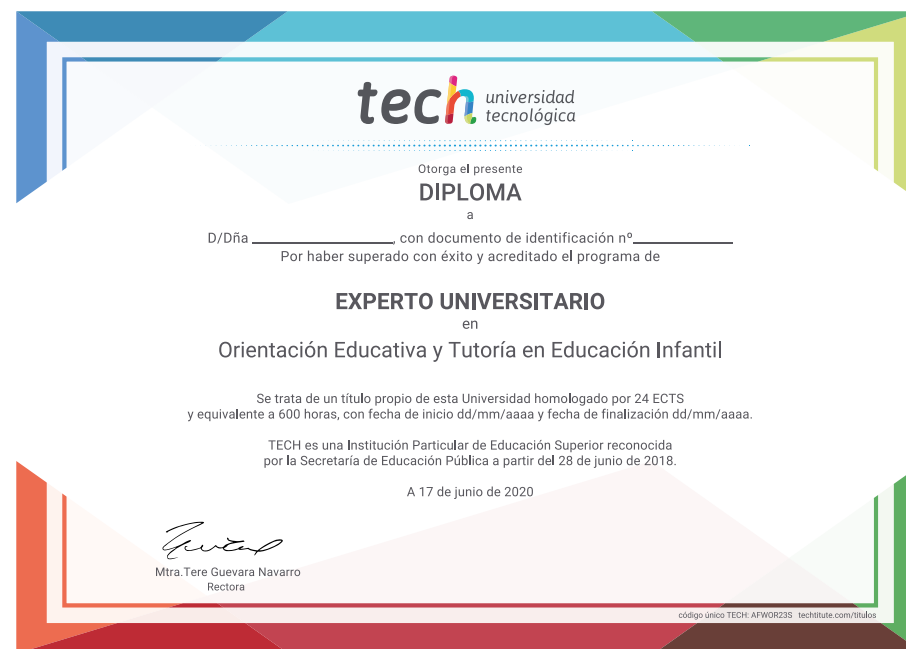 tech universidad
tecnológica
Otorga el presente
DIPLOMA
a
D/Dña ____________, con documento de identificación nº____________
Por haber superado con éxito y acreditado el programa de
EXPERTO UNIVERSITARIO
en
Orientación Educativa y Tutoría en Educación Infantil
Se trata de un título propio de esta Universidad homologado por 24 ECTS
y equivalente a 600 horas, con fecha de inicio dd/mm/aaaa y fecha de finalización dd/mm/aaaa.
TECH es una Institución Particular de Educación Superior reconocida
por la Secretaría de Educación Pública a partir del 28 de junio de 2018.
A 17 de junio de 2020
Mtra.Tere Guevara Navarro
Rectora
código único TECH: AFWOR23S techtitute.com/titulos